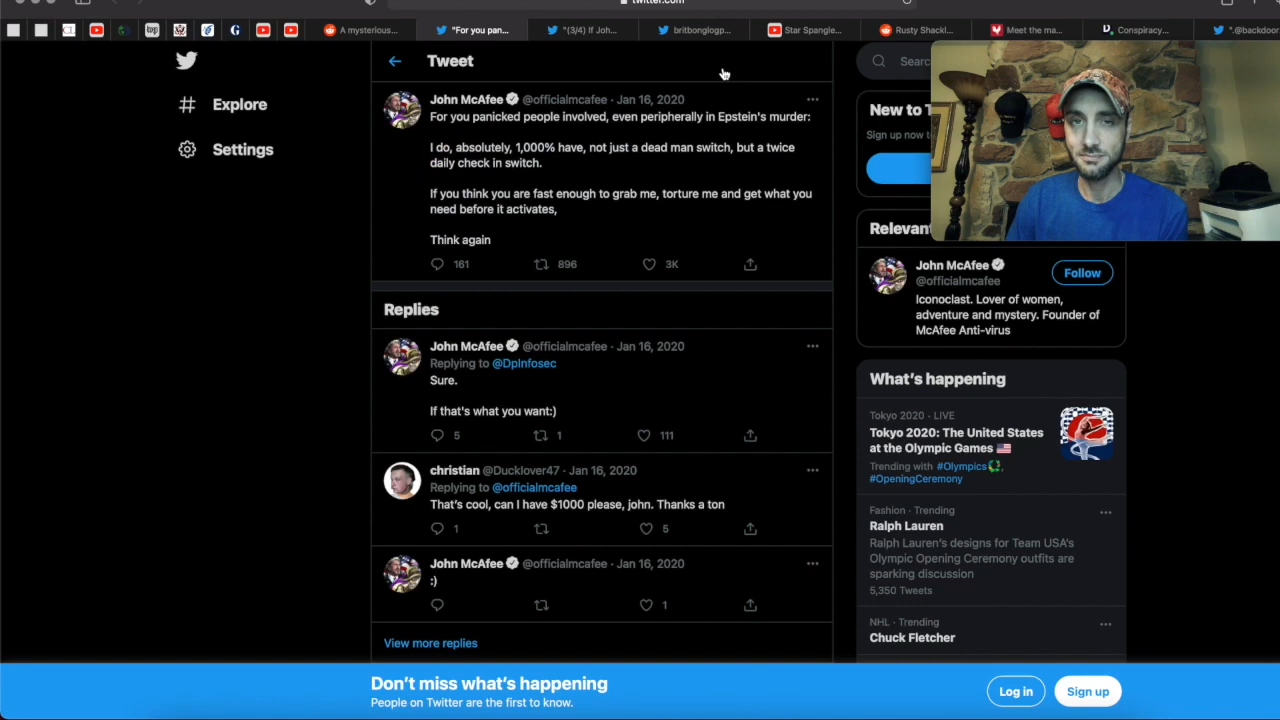 twitter.com
A mysterious...
"For you pan...
"(3/4) If Joh...
britbonglogp...
Star Spangle...
Rusty Shackl...
Meet the ma...
Conspiracy...
".@backdoor
Tweet
Explore
Settings
John McAfee @officialmcafee · Jan 16, 2020
For you panicked people involved, even peripherally in Epstein's murder:
I do, absolutely, 1,000% have, not just a dead man switch, but a twice
daily check in switch.
If you think you are fast enough to grab me, torture me and get what you
need before it activates,
Think again
161 896 3K
Replies
John McAfee @officialmcafee · Jan 16, 2020
Replying to @DpInfosec
Sure.
If that's what you want:)
5 1 111
christian @Ducklover47 · Jan 16, 2020
Replying to @officialmcafee
That's cool, can I have $1000 please, john. Thanks a ton
1 5
John McAfee @officialmcafee · Jan 16, 2020
:)
1
View more replies
Searc
New to T
Sign up now to
Relevan
John McAfee
@officialmcafee
Follow
Iconoclast. Lover of women,
adventure and mystery. Founder of
McAfee Anti-virus
What's happening
Tokyo 2020 · LIVE
Tokyo 2020: The United States
at the Olympic Games 🇺🇸
Trending with #Olympics,
#OpeningCeremony
Fashion · Trending
Ralph Lauren
Ralph Lauren's designs for Team USA's
Olympic Opening Ceremony outfits are
sparking discussion
5,350 Tweets
NHL · Trending
Chuck Fletcher
Don't miss what's happening
People on Twitter are the first to know.
Log in
Sign up